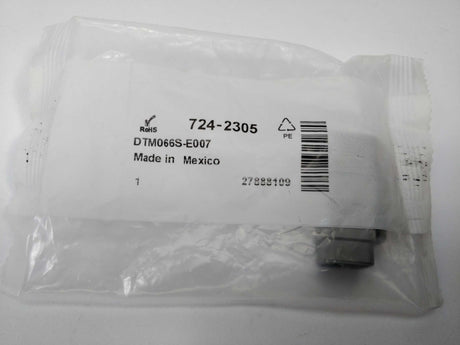 RoHS 724-2305 PE
DTM066S-E007
Made in Mexico
1 27888109